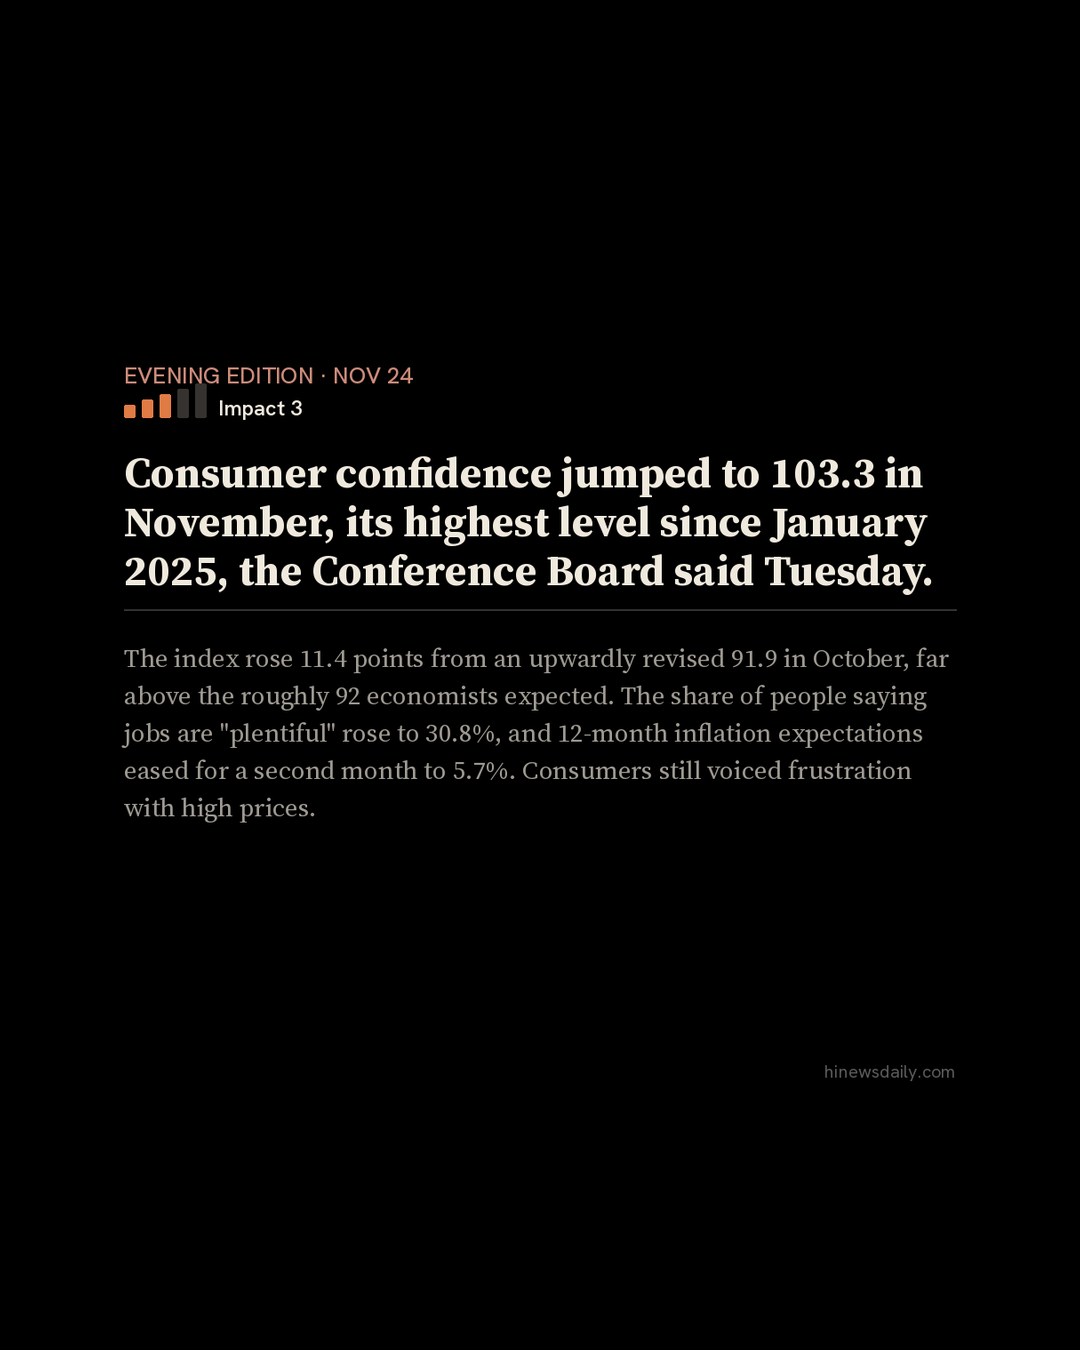 EVENING EDITION · NOV 24
Impact 3
Consumer confidence jumped to 103.3 in
November, its highest level since January
2025, the Conference Board said Tuesday.
The index rose 11.4 points from an upwardly revised 91.9 in October, far
above the roughly 92 economists expected. The share of people saying
jobs are "plentiful" rose to 30.8%, and 12-month inflation expectations
eased for a second month to 5.7%. Consumers still voiced frustration
with high prices.
hinewsdaily.com